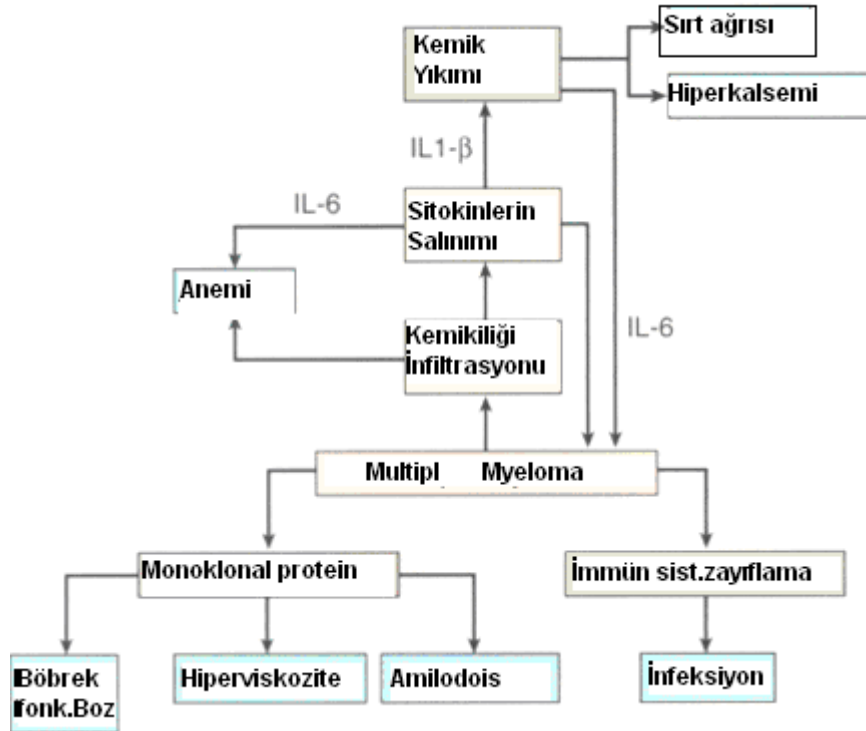 Kemik
Yıkımı
Sırt ağrısı
Hiperkalsemi
IL1-β
IL-6
Sitokinlerin
Salınımı
Anemi
Kemikiliği
İnfiltrasyonu
IL-6
Multipl Myeloma
Monoklonal protein
İmmün sist.zayıflama
Böbrek
fonk.Boz
Hiperviskozite
Amilodois
İnfeksiyon